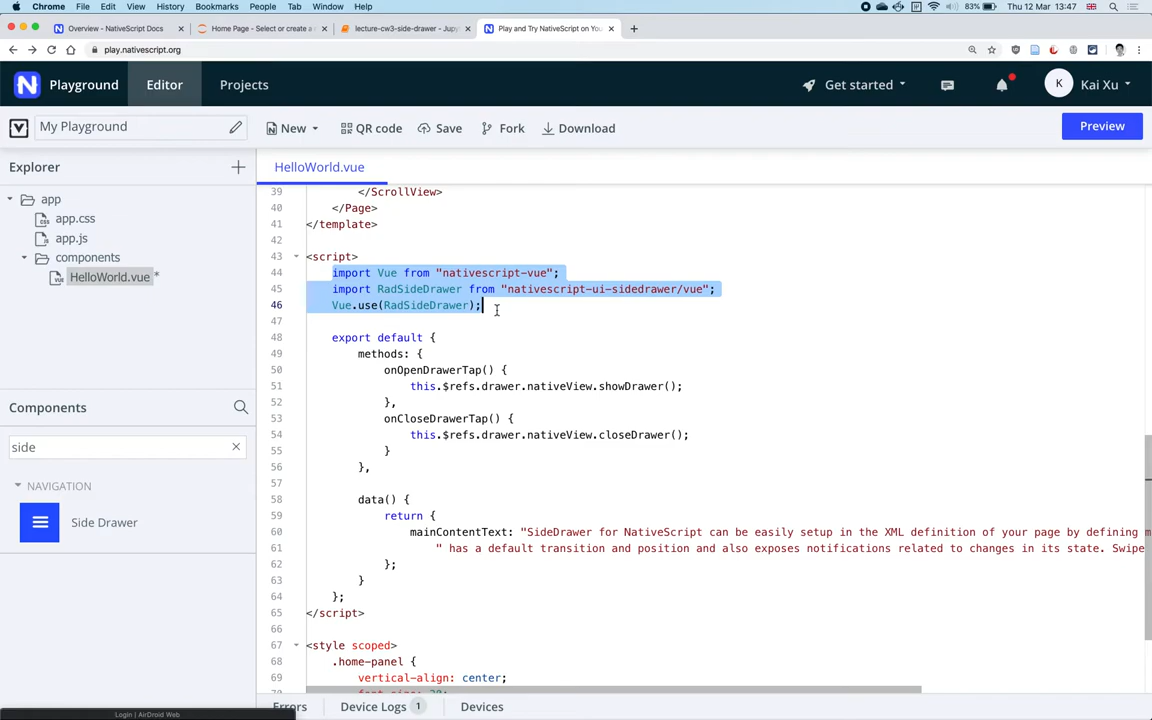 Chrome File Edit View History Bookmarks People Tab Window Help 83% Thu 12 Mar 13:47
Overview - NativeScript Docs Home Page - Select or create a lecture-cw3-side-drawer - Jupy Play and Try NativeScript on You
play.nativescript.org
N Playground Editor Projects Get started K Kai Xu
My Playground New QR code Save Fork Download Preview
Explorer
HelloWorld.vue
app
app.css
app.js
components
HelloWorld.vue *
Components
side
NAVIGATION
Side Drawer
39 </ScrollView>
40 </Page>
41 </template>
42
43 <script>
44 import Vue from "nativescript-vue";
45 import RadSideDrawer from "nativescript-ui-sidedrawer/vue";
46 Vue.use(RadSideDrawer);
47
48 export default {
49 methods: {
50 onOpenDrawerTap() {
51 this.$refs.drawer.nativeView.showDrawer();
52 },
53 onCloseDrawerTap() {
54 this.$refs.drawer.nativeView.closeDrawer();
55 }
56 },
57
58 data() {
59 return {
60 mainContentText: "SideDrawer for NativeScript can be easily setup in the XML definition of your page by defining m
61 " has a default transition and position and also exposes notifications related to changes in its state. Swipe
62 };
63 }
64 };
65 </script>
66
67 <style scoped>
68 .home-panel {
69 vertical-align: center;
Errors Device Logs 1 Devices
Login | AirDroid Web